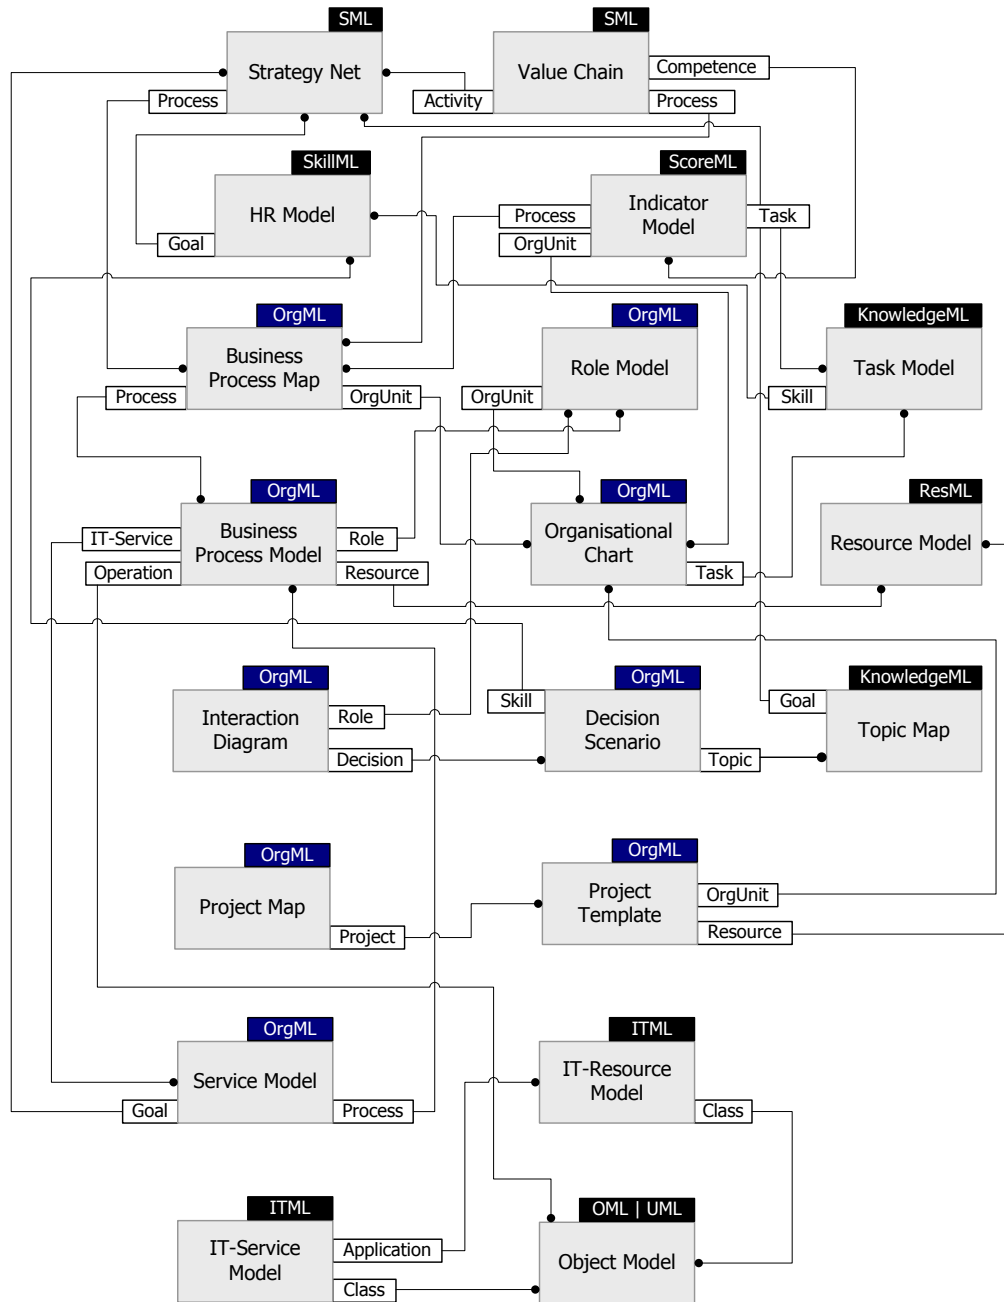 SML
SML
Strategy Net
Value Chain
Competence
Process
Activity
Process
SkillML
ScoreML
HR Model
Indicator
Model
Process
Task
Goal
OrgUnit
OrgML
OrgML
KnowledgeML
Business
Process Map
Role Model
Task Model
Process
OrgUnit
OrgUnit
Skill
OrgML
OrgML
ResML
Business
Process Model
Organisational
Chart
Resource Model
IT-Service
Role
Operation
Resource
Task
OrgML
OrgML
KnowledgeML
Interaction
Diagram
Role
Skill
Decision
Scenario
Goal
Topic Map
Decision
Topic
OrgML
OrgML
Project Map
Project
Template
OrgUnit
Project
Resource
OrgML
ITML
Service Model
IT-Resource
Model
Goal
Process
Class
ITML
OML | UML
IT-Service
Model
Application
Object Model
Class